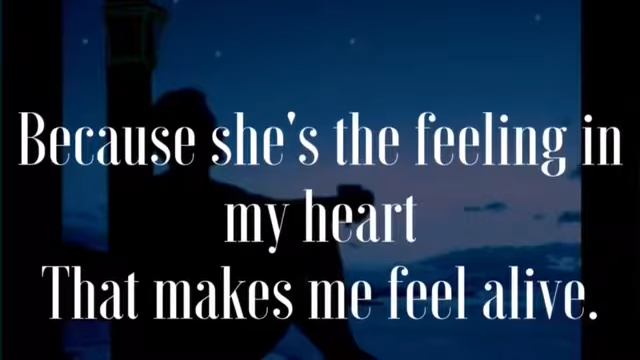 Because she's the feeling in
my heart
That makes me feel alive.